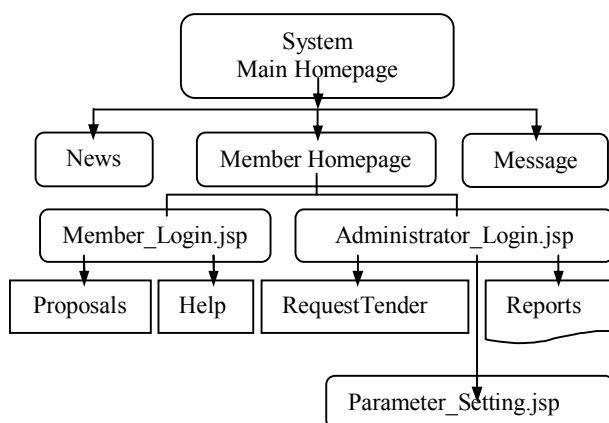 System
Main Homepage
News
Member Homepage
Message
Member_Login.jsp
Administrator_Login.jsp
Proposals
Help
RequestTender
Reports
Parameter_Setting.jsp